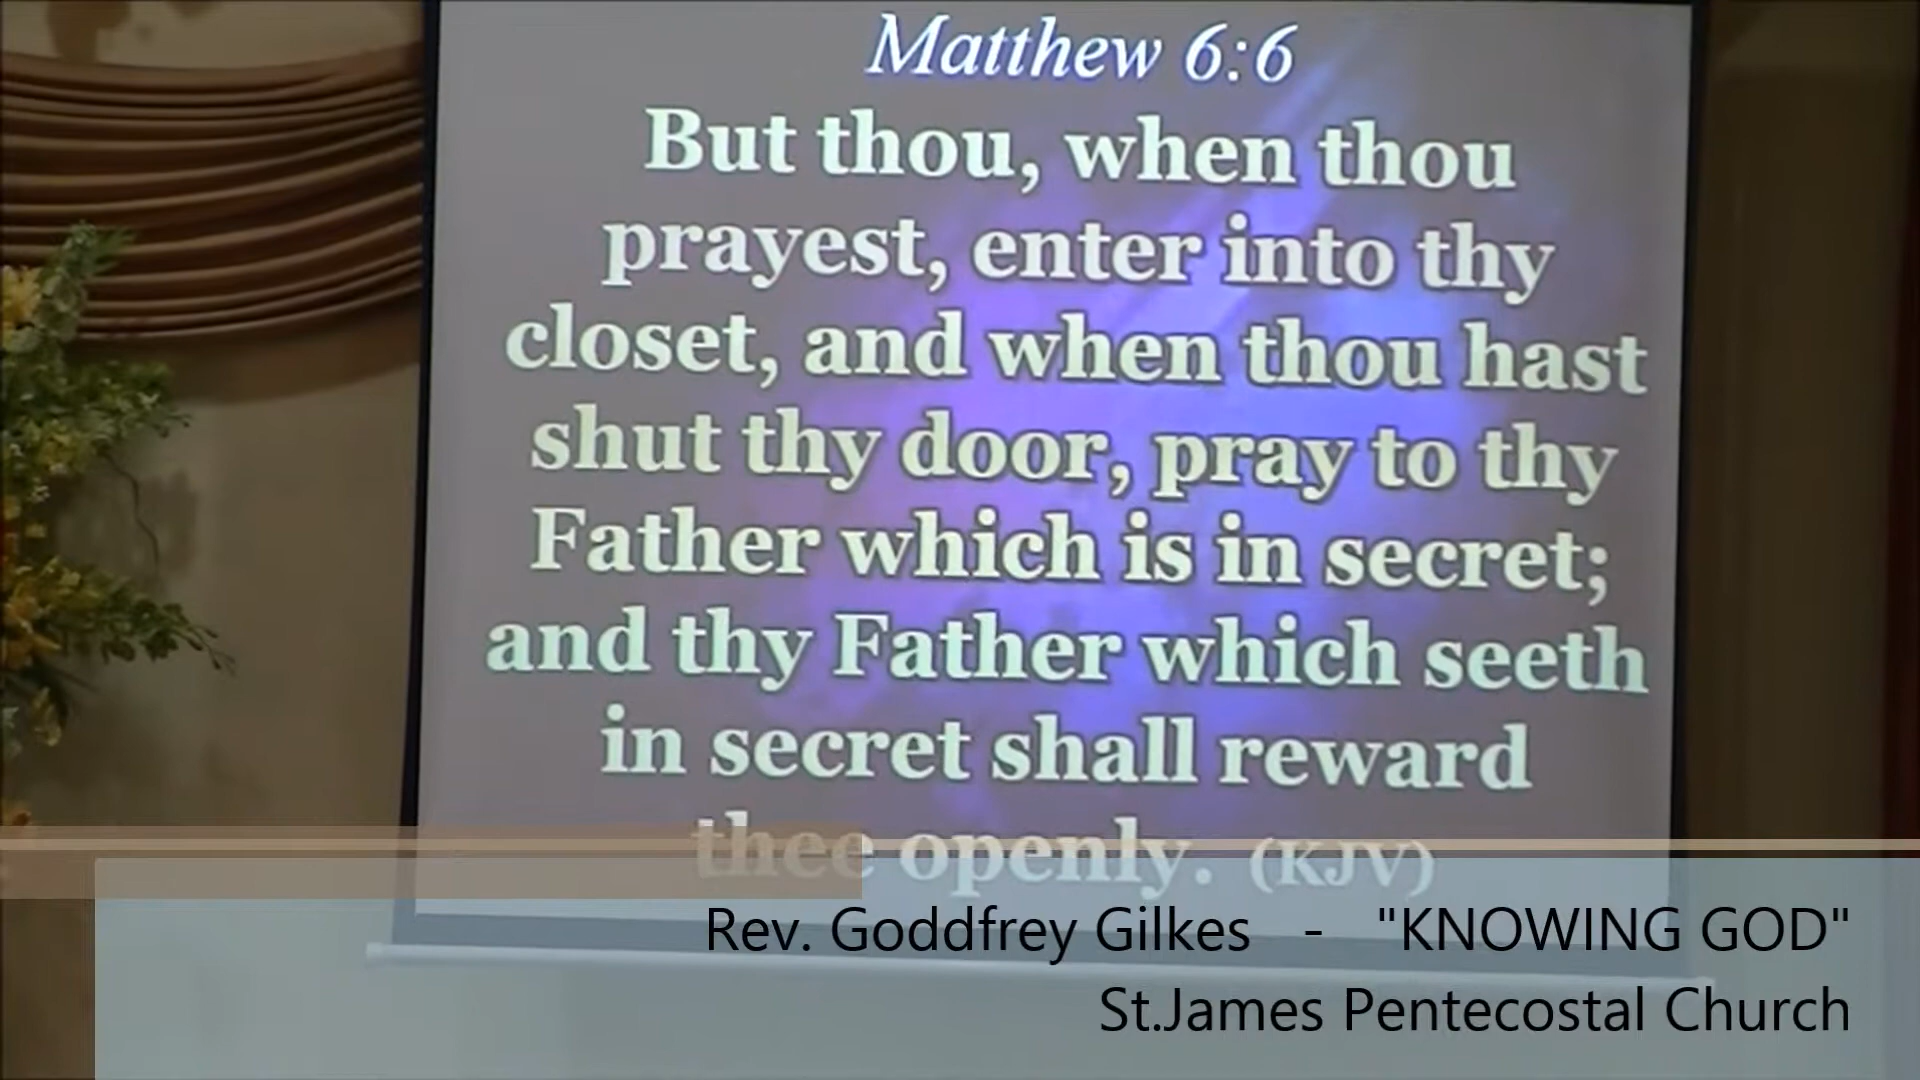 Matthew 6:6
But thou, when thou
prayest, enter into thy
closet, and when thou hast
shut thy door, pray to thy
Father which is in secret;
and thy Father which seeth
in secret shall reward
thee openly. (KJV)
Rev. Goddfrey Gilkes - "KNOWING GOD"
St.James Pentecostal Church